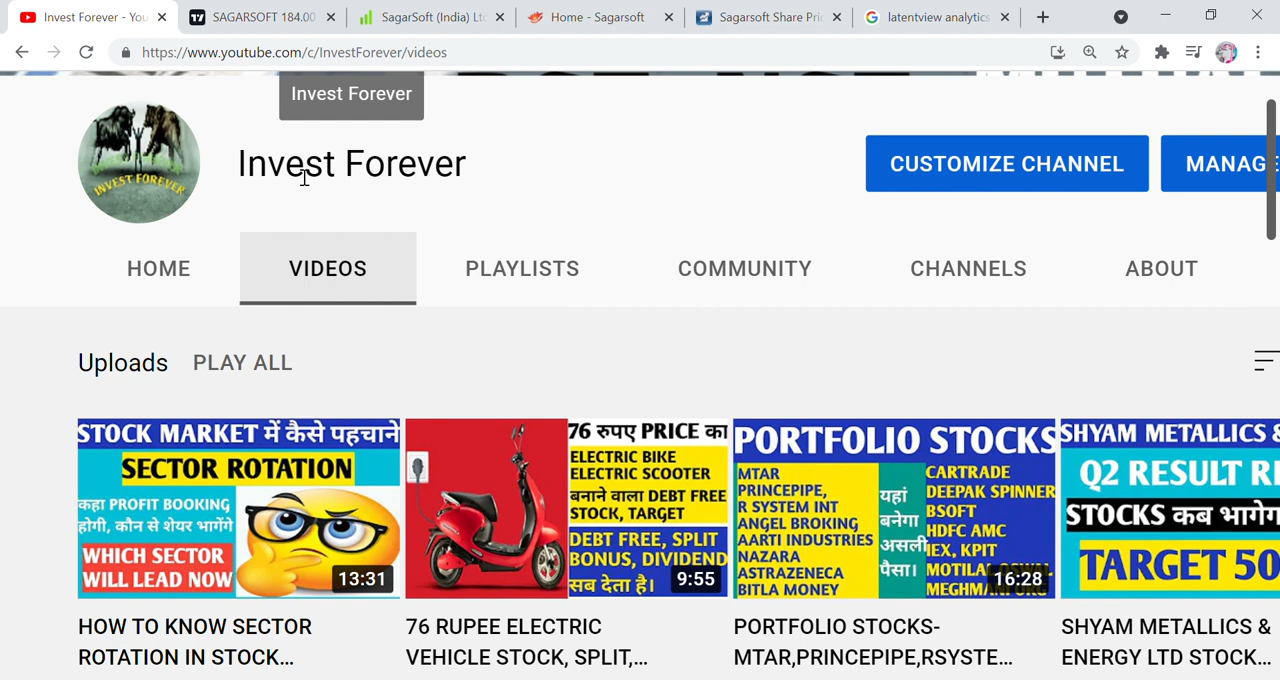 Invest Forever - You
SAGARSOFT 184.00
SagarSoft (India) Ltd
Home - Sagarsoft
Sagarsoft Share Pric
latentview analytics
https://www.youtube.com/c/InvestForever/videos
Invest Forever
INVEST FOREVER
Invest Forever
CUSTOMIZE CHANNEL
MANAGE
HOME
VIDEOS
PLAYLISTS
COMMUNITY
CHANNELS
ABOUT
Uploads
PLAY ALL
STOCK MARKET में कैसे पहचाने
SECTOR ROTATION
कहा PROFIT BOOKING
होगी, कौन से शेयर भागेंगे
WHICH SECTOR
WILL LEAD NOW
13:31
76 रुपए PRICE का
ELECTRIC BIKE
ELECTRIC SCOOTER
बनाने वाला DEBT FREE
STOCK, TARGET
DEBT FREE, SPLIT
BONUS, DIVIDEND
सब देता है।
9:55
PORTFOLIO STOCKS
MTAR
PRINCEPIPE,
R SYSTEM INT
ANGEL BROKING
AARTI INDUSTRIES
NAZARA
ASTRAZENECA
BITLA MONEY
यहां
बनेगा
असली
पैसा।
CARTRADE
DEEPAK SPINNER
BSOFT
HDFC AMC
IEX, KPIT
MOTILAL OSWAL
16:28
SHYAM METALLICS &
Q2 RESULT RE
STOCKS कब भागेग
TARGET 50
HOW TO KNOW SECTOR
ROTATION IN STOCK...
76 RUPEE ELECTRIC
VEHICLE STOCK, SPLIT,...
PORTFOLIO STOCKS-
MTAR,PRINCEPIPE,RSYSTE...
SHYAM METALLICS &
ENERGY LTD STOCK...